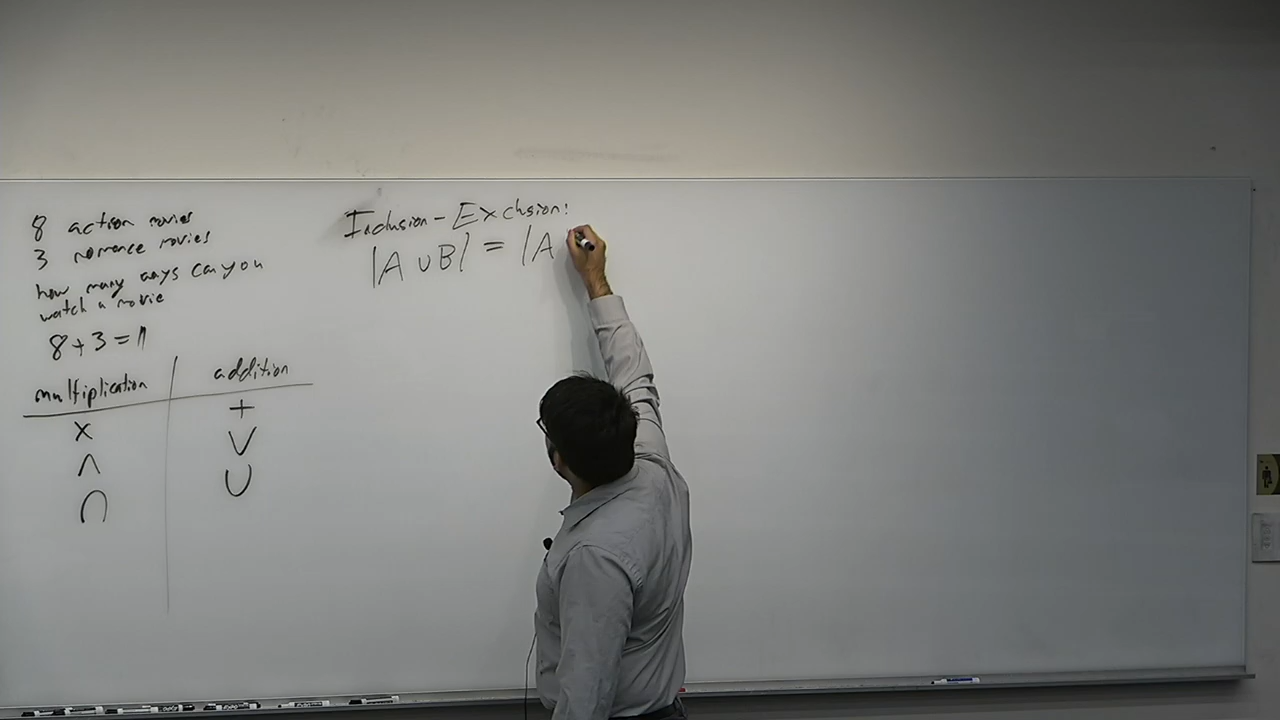 8 action movies
3 romance movies
how many ways can you
watch a movie
8 + 3 = 11
multiplication addition
× +
∧ ∨
∩ ∪
Inclusion - Exclusion:
|A ∪ B| = |A